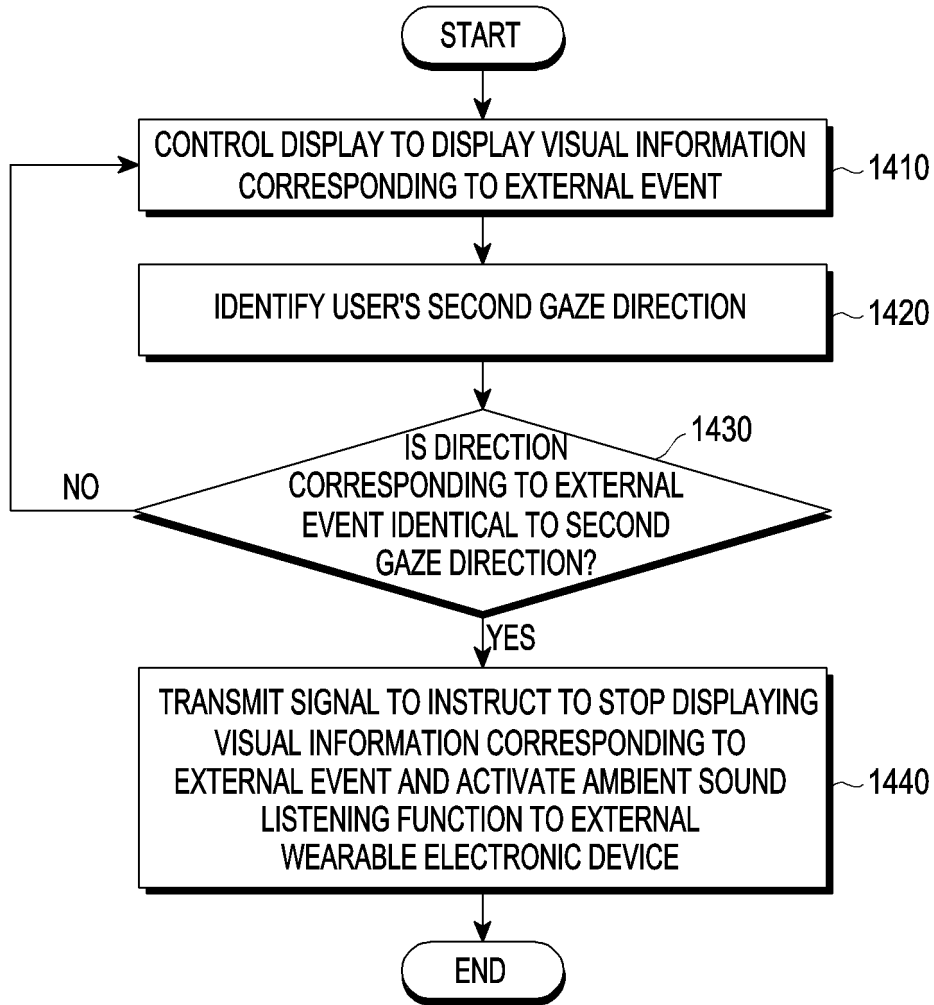 START
CONTROL DISPLAY TO DISPLAY VISUAL INFORMATION
CORRESPONDING TO EXTERNAL EVENT
1410
IDENTIFY USER'S SECOND GAZE DIRECTION
1420
1430
IS DIRECTION
CORRESPONDING TO EXTERNAL
EVENT IDENTICAL TO SECOND
GAZE DIRECTION?
NO
YES
TRANSMIT SIGNAL TO INSTRUCT TO STOP DISPLAYING
VISUAL INFORMATION CORRESPONDING TO
EXTERNAL EVENT AND ACTIVATE AMBIENT SOUND
LISTENING FUNCTION TO EXTERNAL
WEARABLE ELECTRONIC DEVICE
1440
END